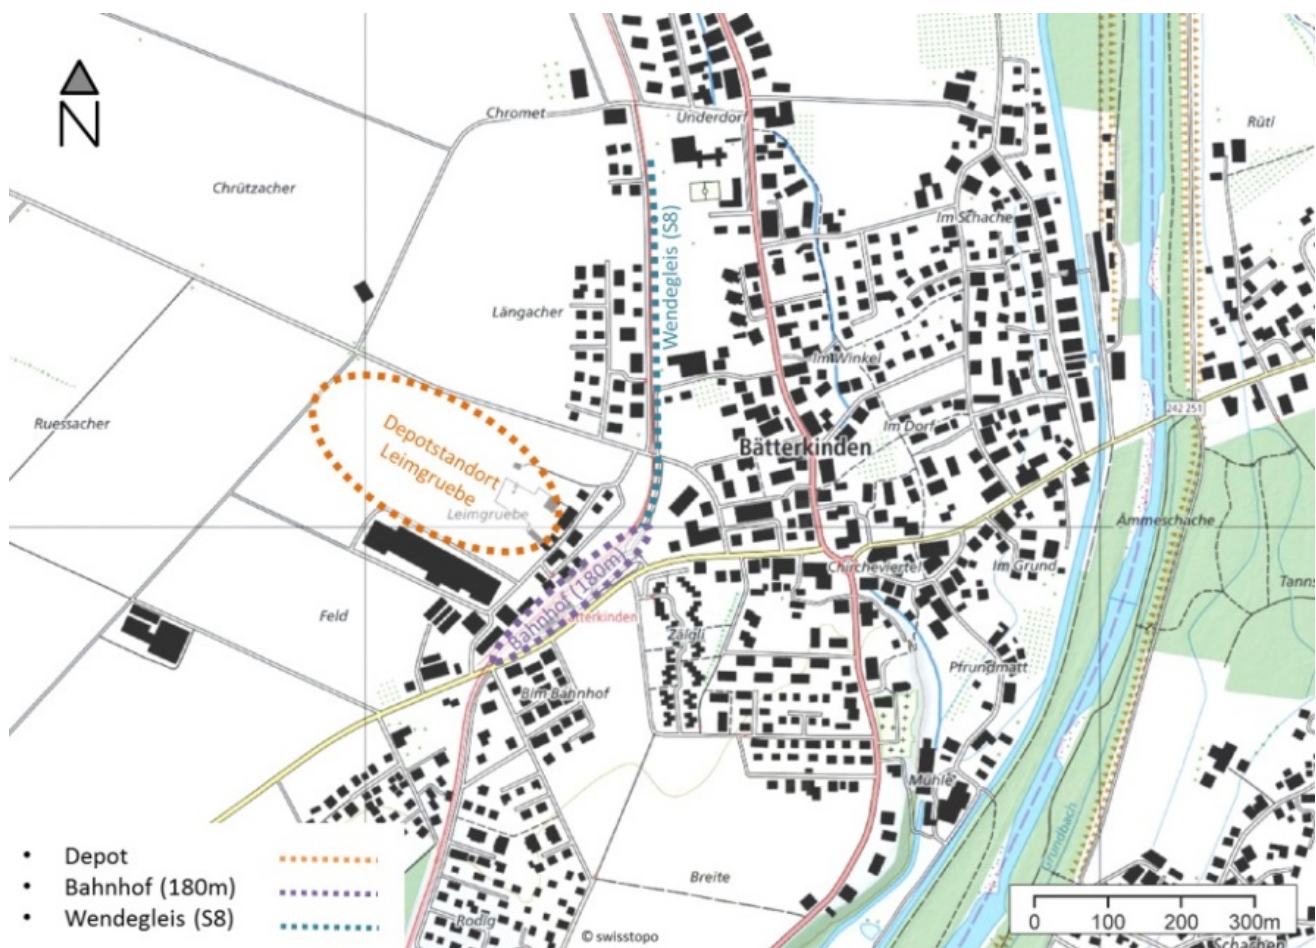 N
Chromet
Underdorf
Rüti
Chrützacher
Im Schache
Wendegleis (S8)
Längacher
Im Winkel
242 251
Ruessacher
Depotstandort
Leimgruebe
Im Dorf
Bätterkinden
Leimgruebe
Ämmeschache
Bahnhof (180m)
Chircheviertel
Im Grund
Tanns
Feld
ätterkinden
Zälgli
Pfrundmatt
Bim Bahnhof
Mühle
Grundbach
• Depot
• Bahnhof (180m)
• Wendegleis (S8)
Breite
Rodig
© swisstopo
0 100 200 300m
Schachen